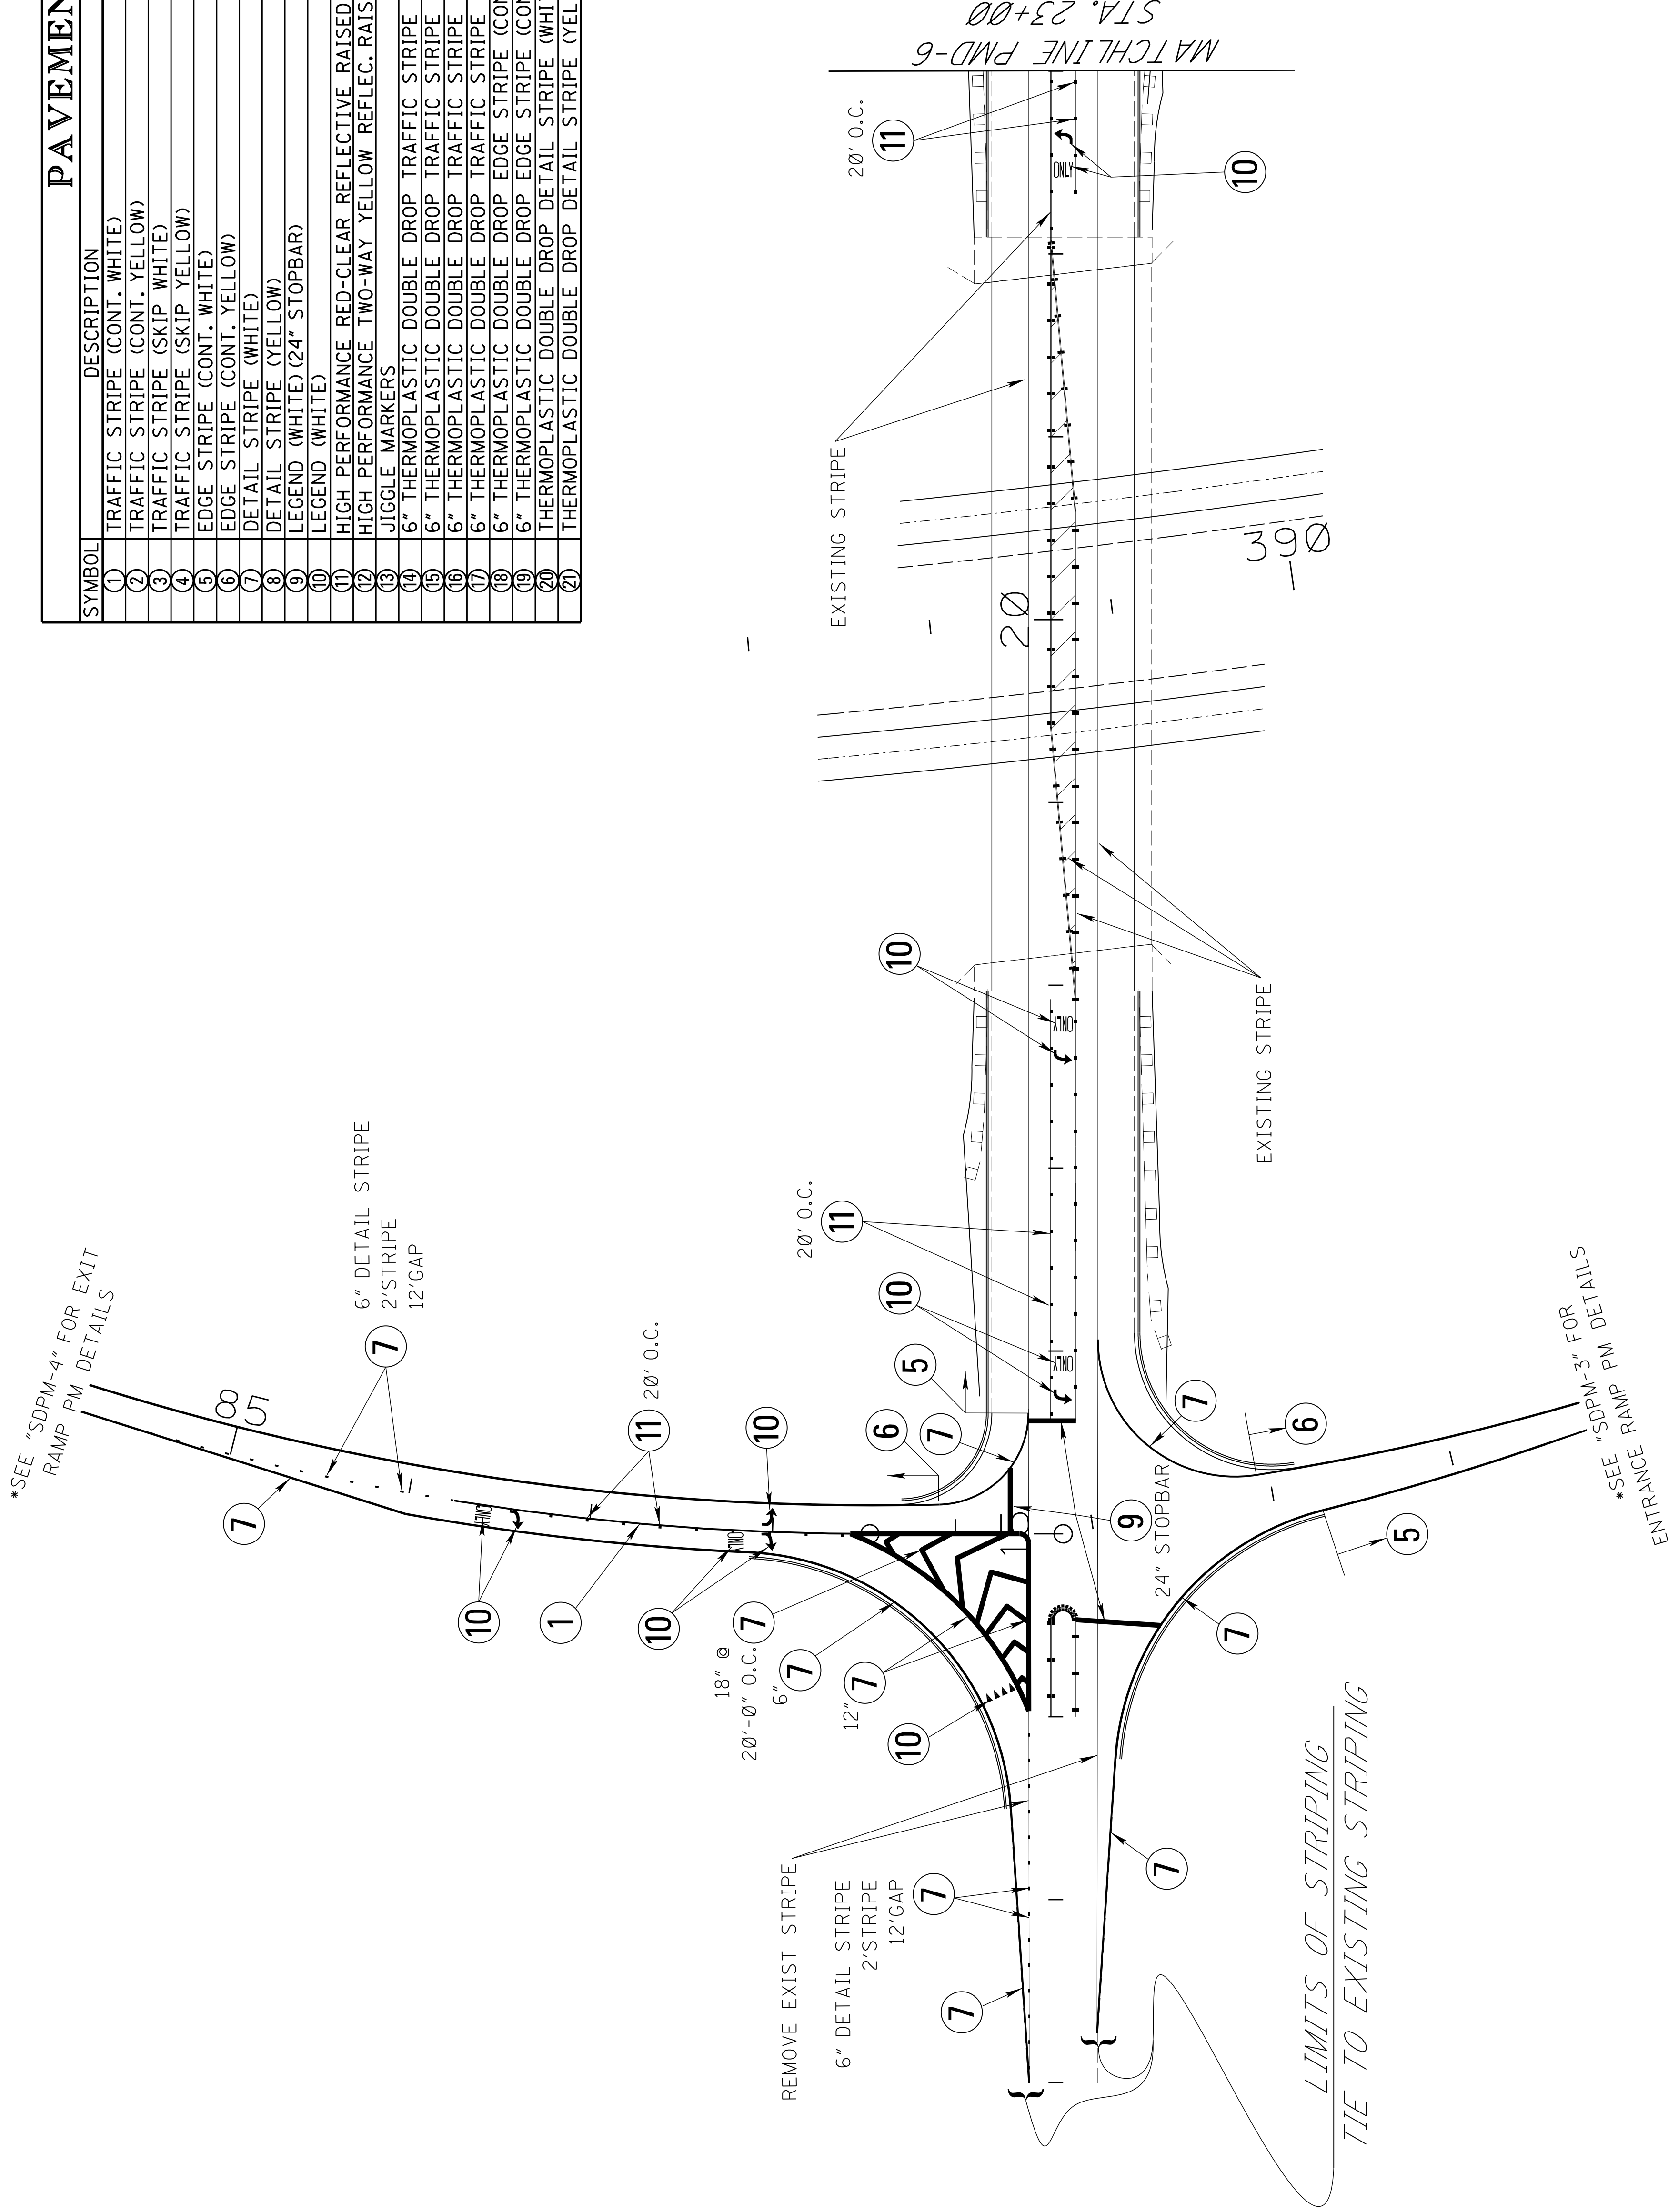 PAVEMEN
SYMBOL DESCRIPTION
1 TRAFFIC STRIPE (CONT. WHITE)
2 TRAFFIC STRIPE (CONT. YELLOW)
3 TRAFFIC STRIPE (SKIP WHITE)
4 TRAFFIC STRIPE (SKIP YELLOW)
5 EDGE STRIPE (CONT. WHITE)
6 EDGE STRIPE (CONT. YELLOW)
7 DETAIL STRIPE (WHITE)
8 DETAIL STRIPE (YELLOW)
9 LEGEND (WHITE)(24" STOPBAR)
10 LEGEND (WHITE)
11 HIGH PERFORMANCE RED-CLEAR REFLECTIVE RAISED
12 HIGH PERFORMANCE TWO-WAY YELLOW REFLEC. RAIS
13 JIGGLE MARKERS
14 6" THERMOPLASTIC DOUBLE DROP TRAFFIC STRIPE
15 6" THERMOPLASTIC DOUBLE DROP TRAFFIC STRIPE
16 6" THERMOPLASTIC DOUBLE DROP TRAFFIC STRIPE
17 6" THERMOPLASTIC DOUBLE DROP TRAFFIC STRIPE
18 6" THERMOPLASTIC DOUBLE DROP EDGE STRIPE (CON
19 6" THERMOPLASTIC DOUBLE DROP EDGE STRIPE (CON
20 THERMOPLASTIC DOUBLE DROP DETAIL STRIPE (WHIT
21 THERMOPLASTIC DOUBLE DROP DETAIL STRIPE (YEL
*SEE "SDPM-4" FOR EXIT
RAMP PM DETAILS
85
7
6" DETAIL STRIPE
2'STRIPE
12'GAP
7
10
ONLY
1
11
20' O.C.
10
ONLY
10
18" @
20'-0" O.C.
7
6"
7
12"
7
10
6
7
5
10
ONLY
20' O.C.
11
10
ONLY
EXISTING STRIPE
20
390
20' O.C.
11
ONLY
10
MATCHLINE PMD-6
STA. 23+00
EXISTING STRIPE
0
10
0
9
24" STOPBAR
7
6
5
7
*SEE "SDPM-3" FOR
ENTRANCE RAMP PM DETAILS
REMOVE EXIST STRIPE
6" DETAIL STRIPE
2'STRIPE
12'GAP
7
7
7
LIMITS OF STRIPING
TIE TO EXISTING STRIPING